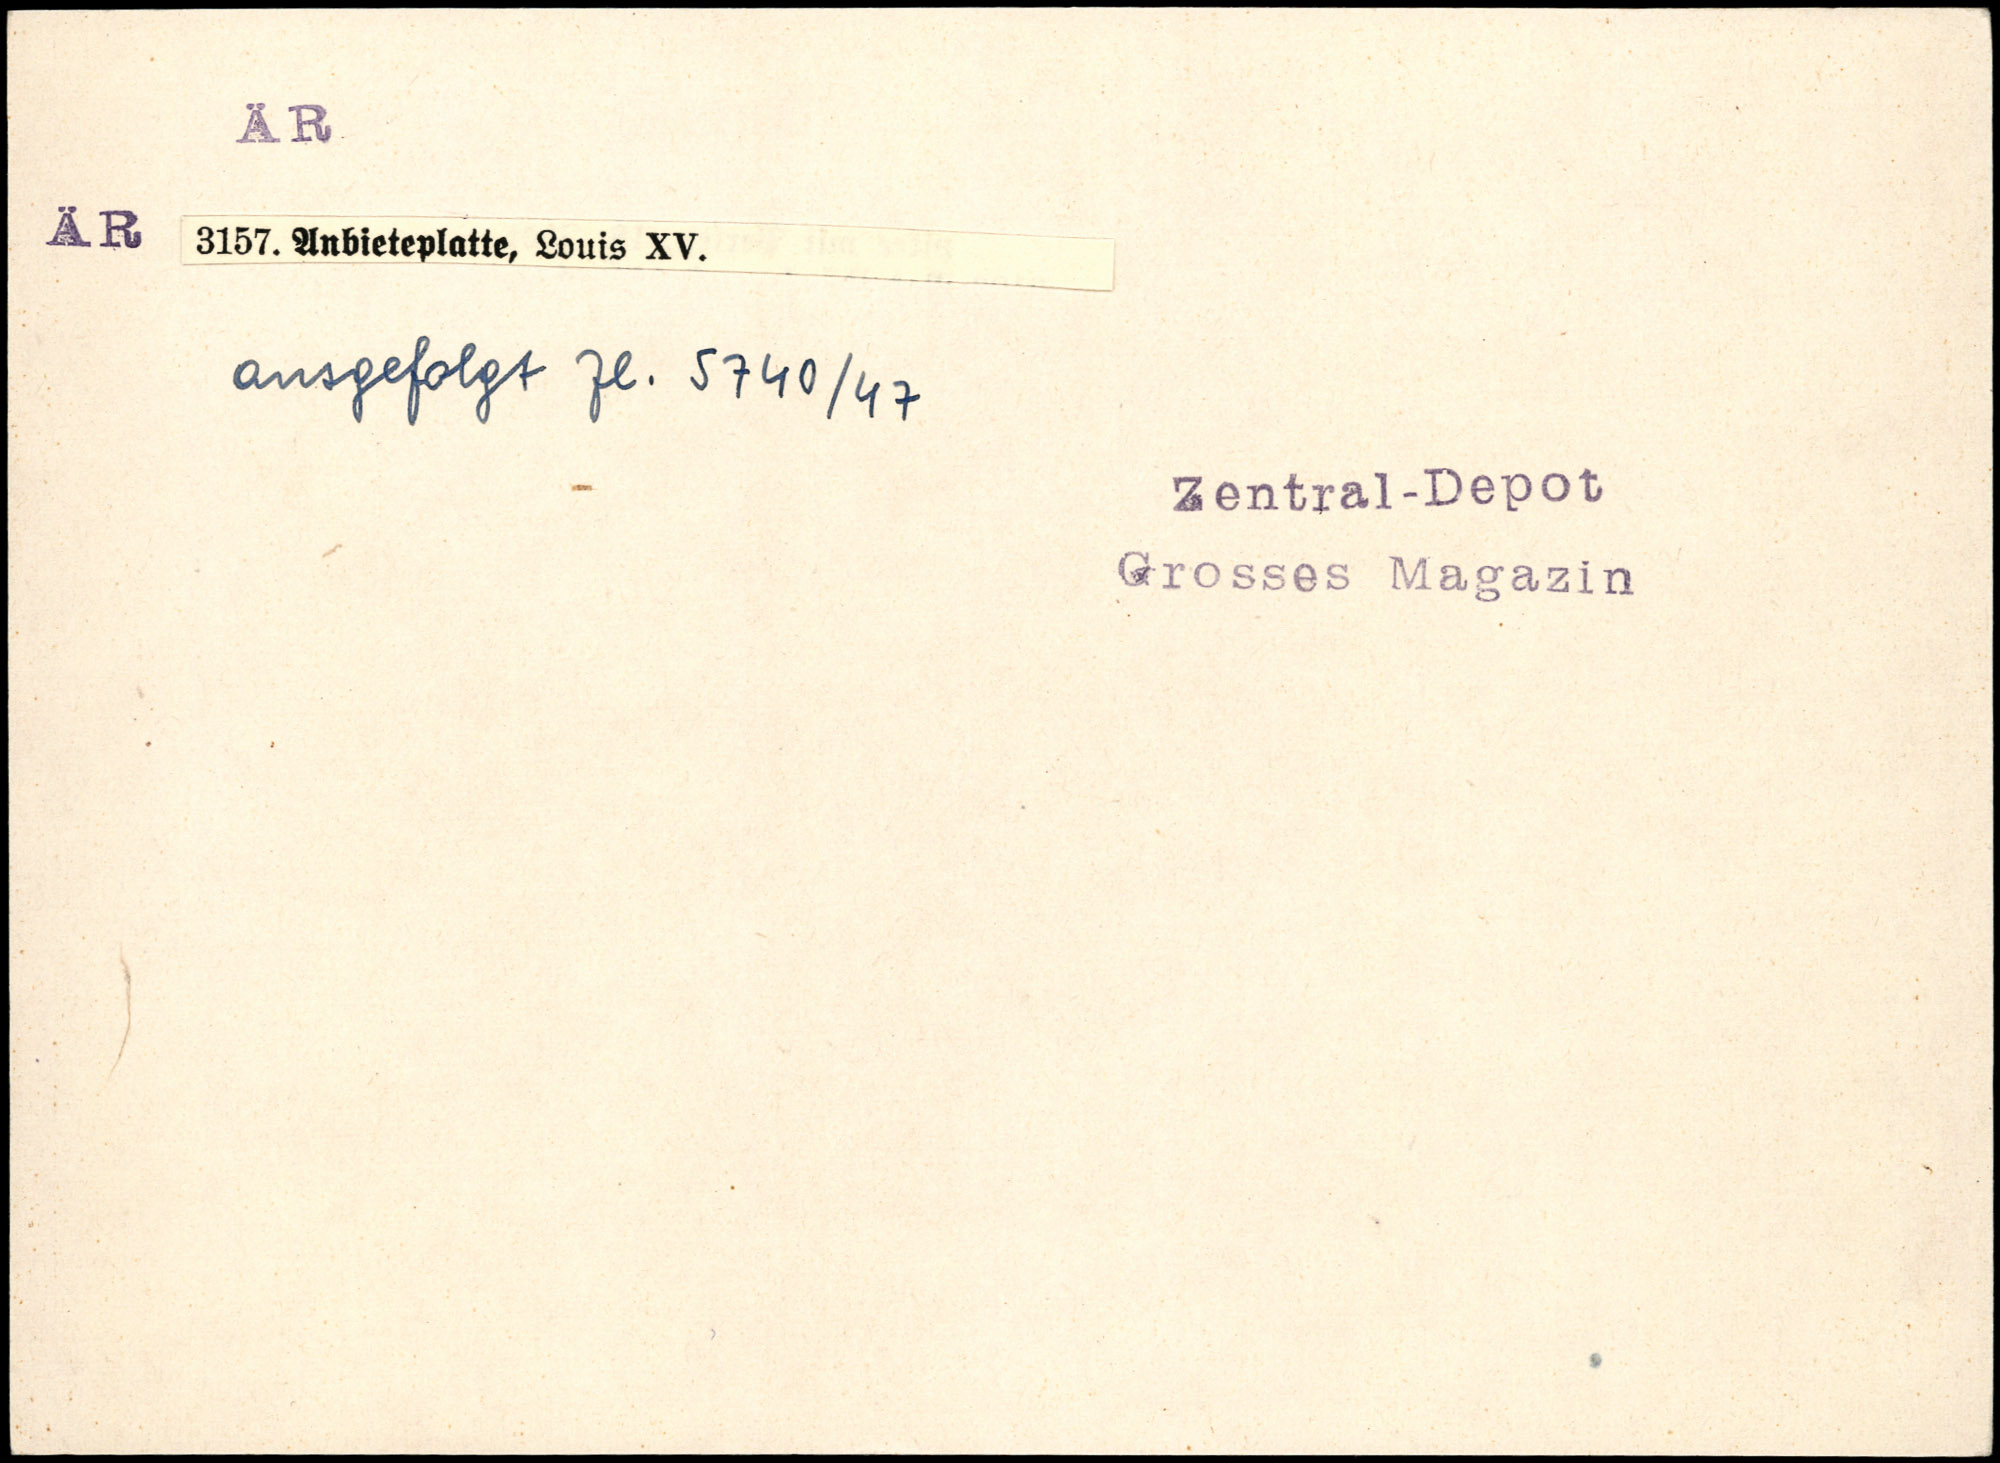 ÄR
ÄR 3157. Anbieteplatte, Louis XV.
ausgefolgt Zl. 5740/47
Zentral-Depot
Grosses Magazin